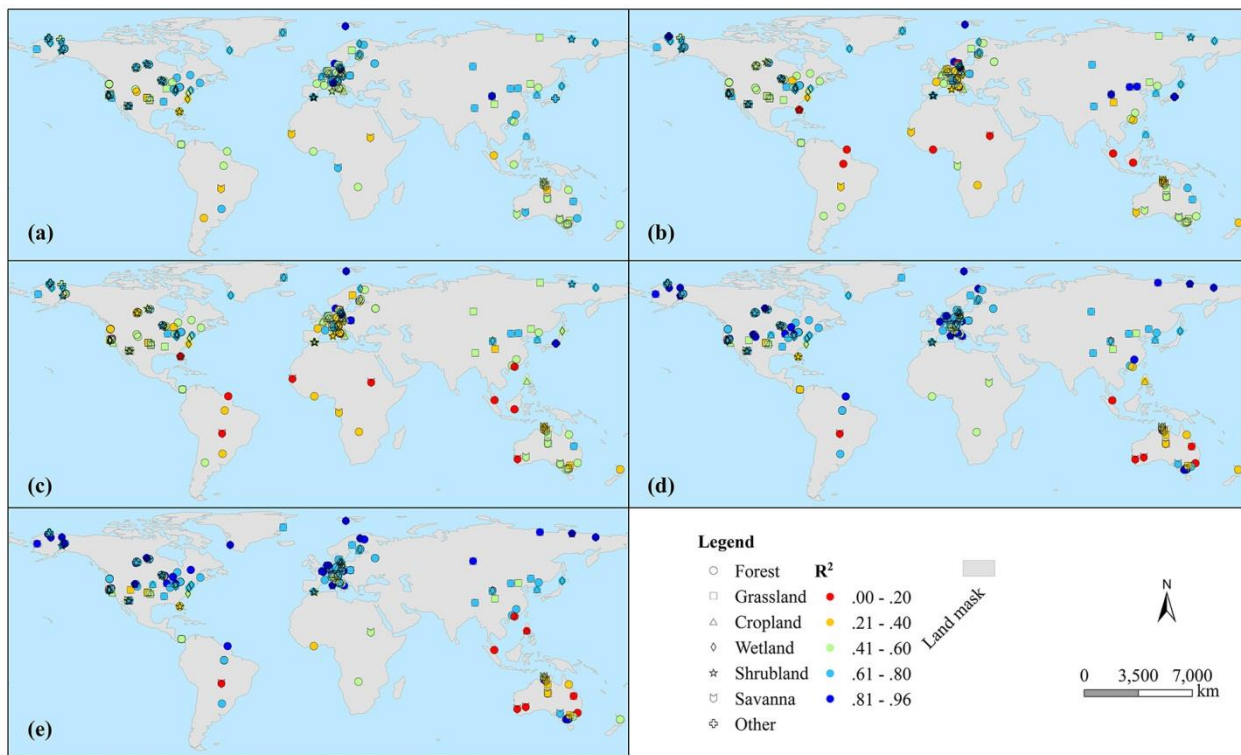 (a)
(b)
(c)
(d)
(e)
Legend
Forest R²
Grassland .00 - .20
Cropland .21 - .40
Wetland .41 - .60
Shrubland .61 - .80
Savanna .81 - .96
Other
Land mask
N
0 3,500 7,000
km